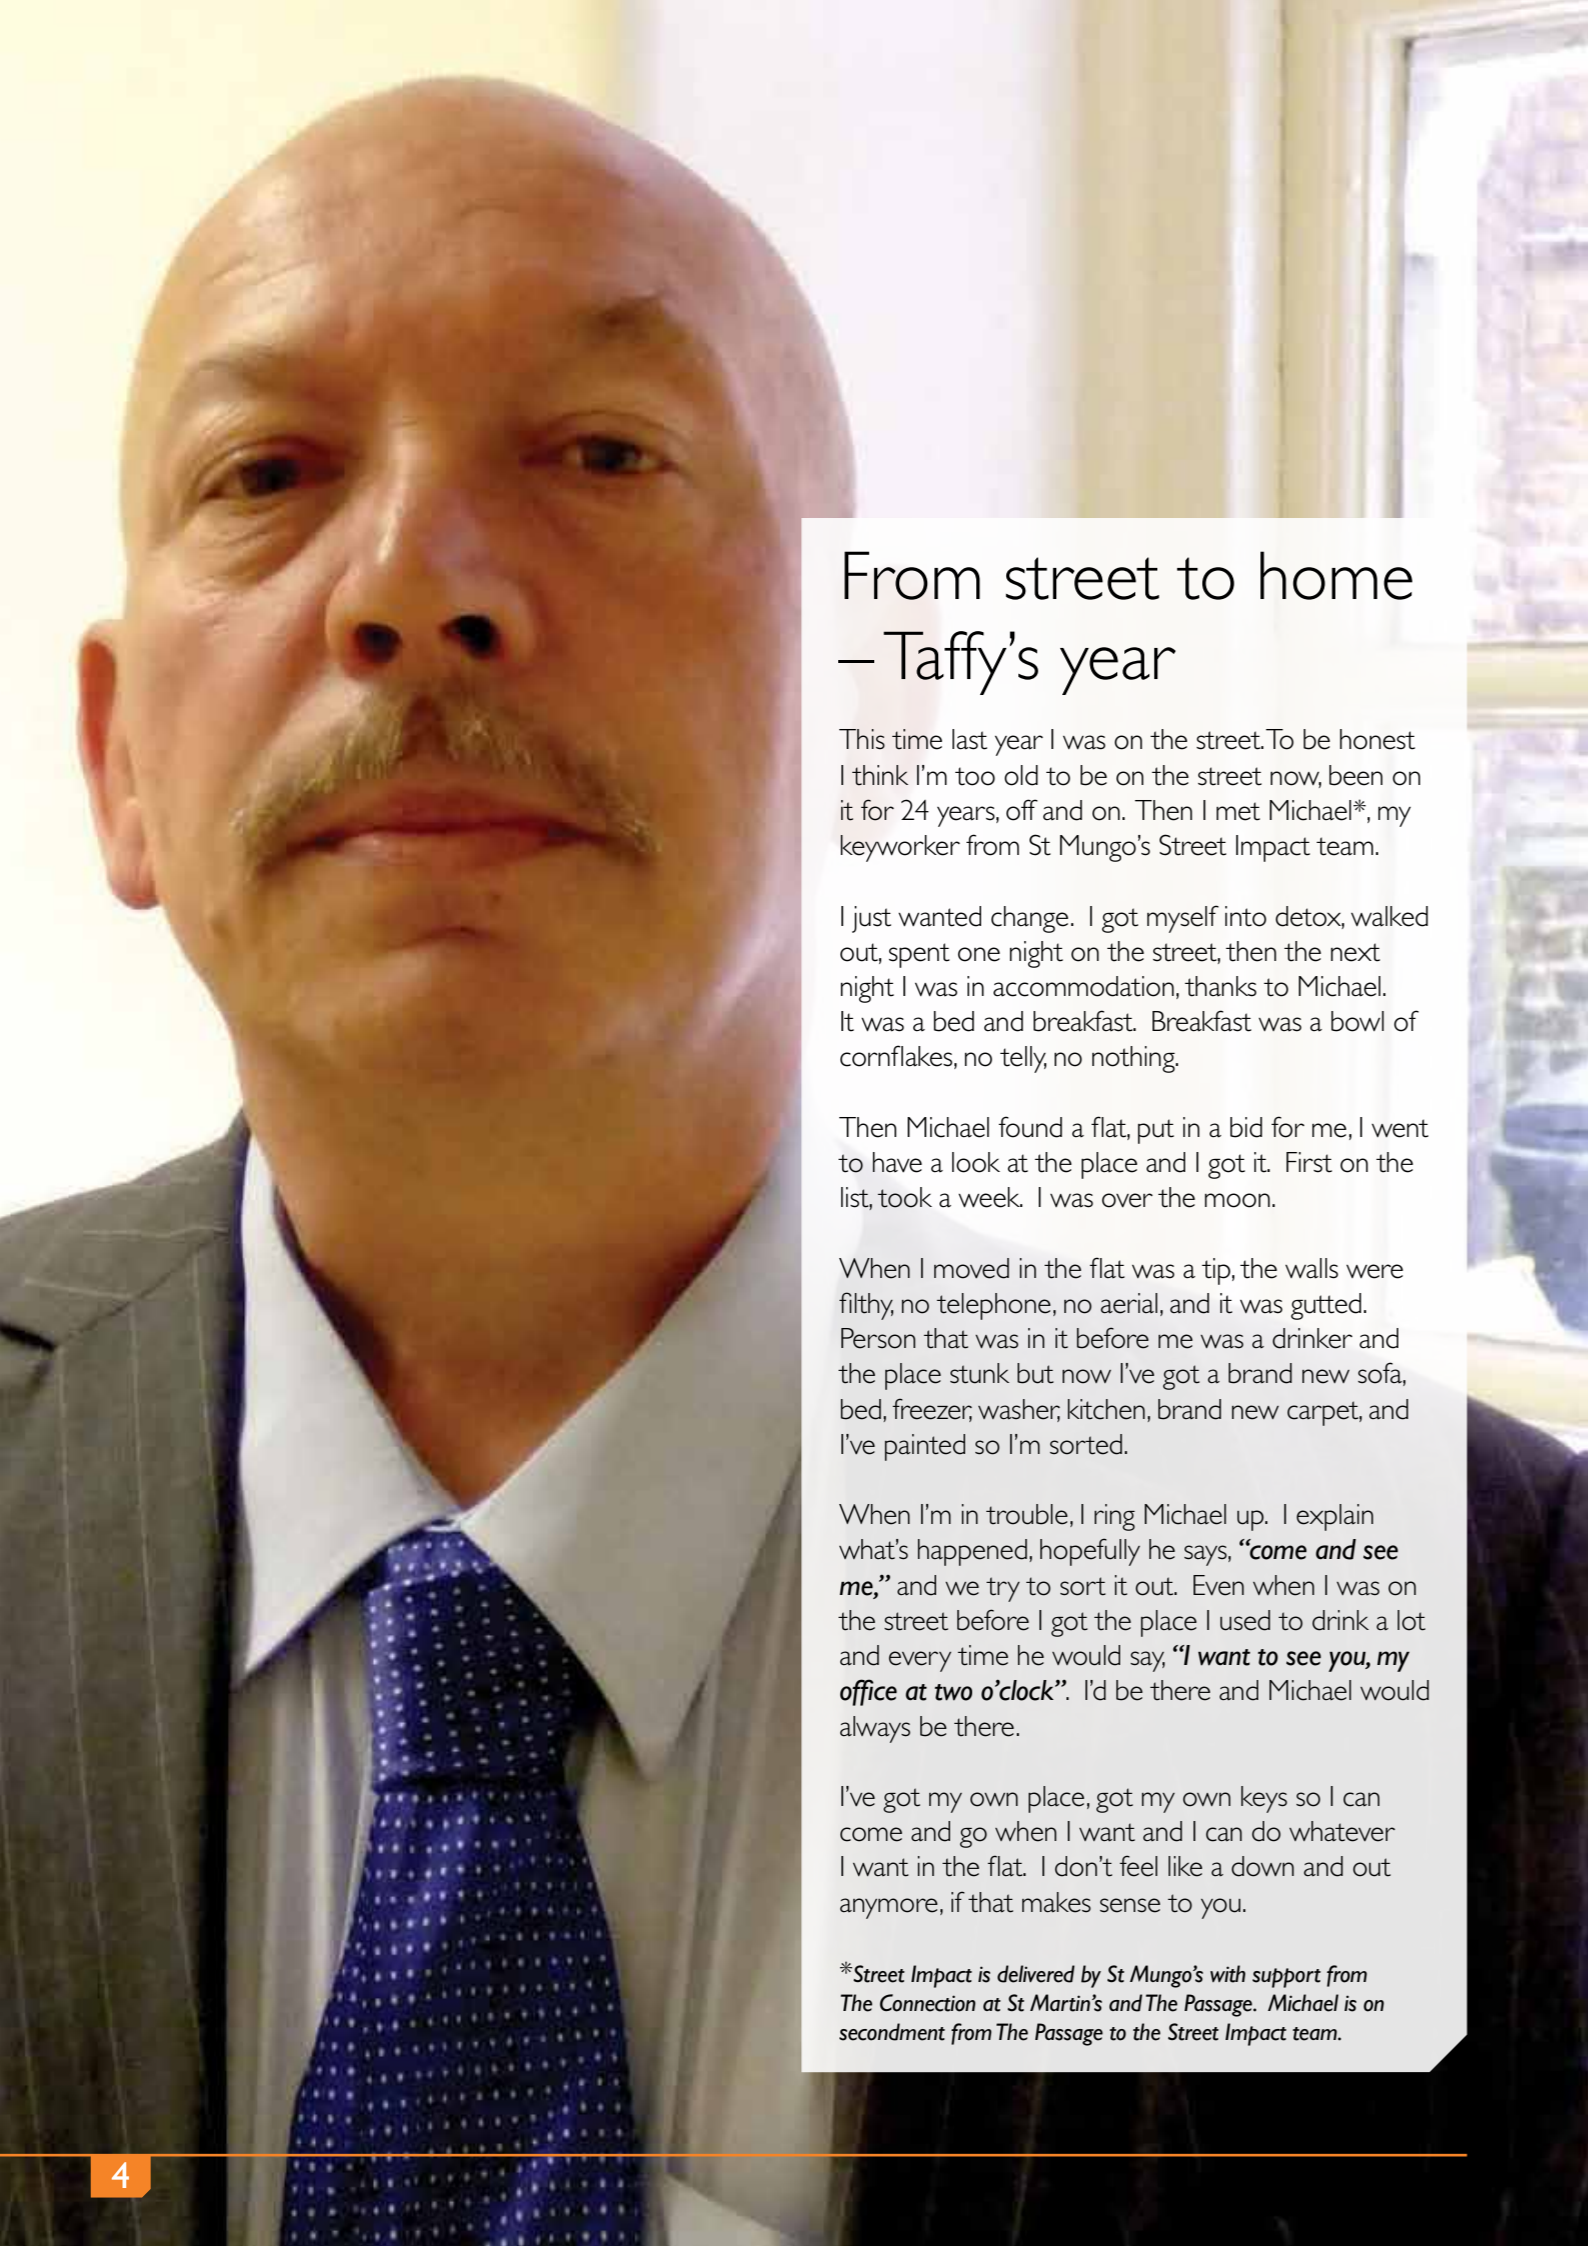 From street to home
– Taffy’s year
This time last year I was on the street. To be honest
I think I’m too old to be on the street now, been on
it for 24 years, off and on. Then I met Michael*, my
keyworker from St Mungo’s Street Impact team.
I just wanted change. I got myself into detox, walked
out, spent one night on the street, then the next
night I was in accommodation, thanks to Michael.
It was a bed and breakfast. Breakfast was a bowl of
cornflakes, no telly, no nothing.
Then Michael found a flat, put in a bid for me, I went
to have a look at the place and I got it. First on the
list, took a week. I was over the moon.
When I moved in the flat was a tip, the walls were
filthy, no telephone, no aerial, and it was gutted.
Person that was in it before me was a drinker and
the place stunk but now I’ve got a brand new sofa,
bed, freezer, washer, kitchen, brand new carpet, and
I’ve painted so I’m sorted.
When I’m in trouble, I ring Michael up. I explain
what’s happened, hopefully he says, “come and see
me,” and we try to sort it out. Even when I was on
the street before I got the place I used to drink a lot
and every time he would say, “I want to see you, my
office at two o’clock”. I’d be there and Michael would
always be there.
I’ve got my own place, got my own keys so I can
come and go when I want and I can do whatever
I want in the flat. I don’t feel like a down and out
anymore, if that makes sense to you.
*Street Impact is delivered by St Mungo’s with support from
The Connection at St Martin’s and The Passage. Michael is on
secondment from The Passage to the Street Impact team.
4